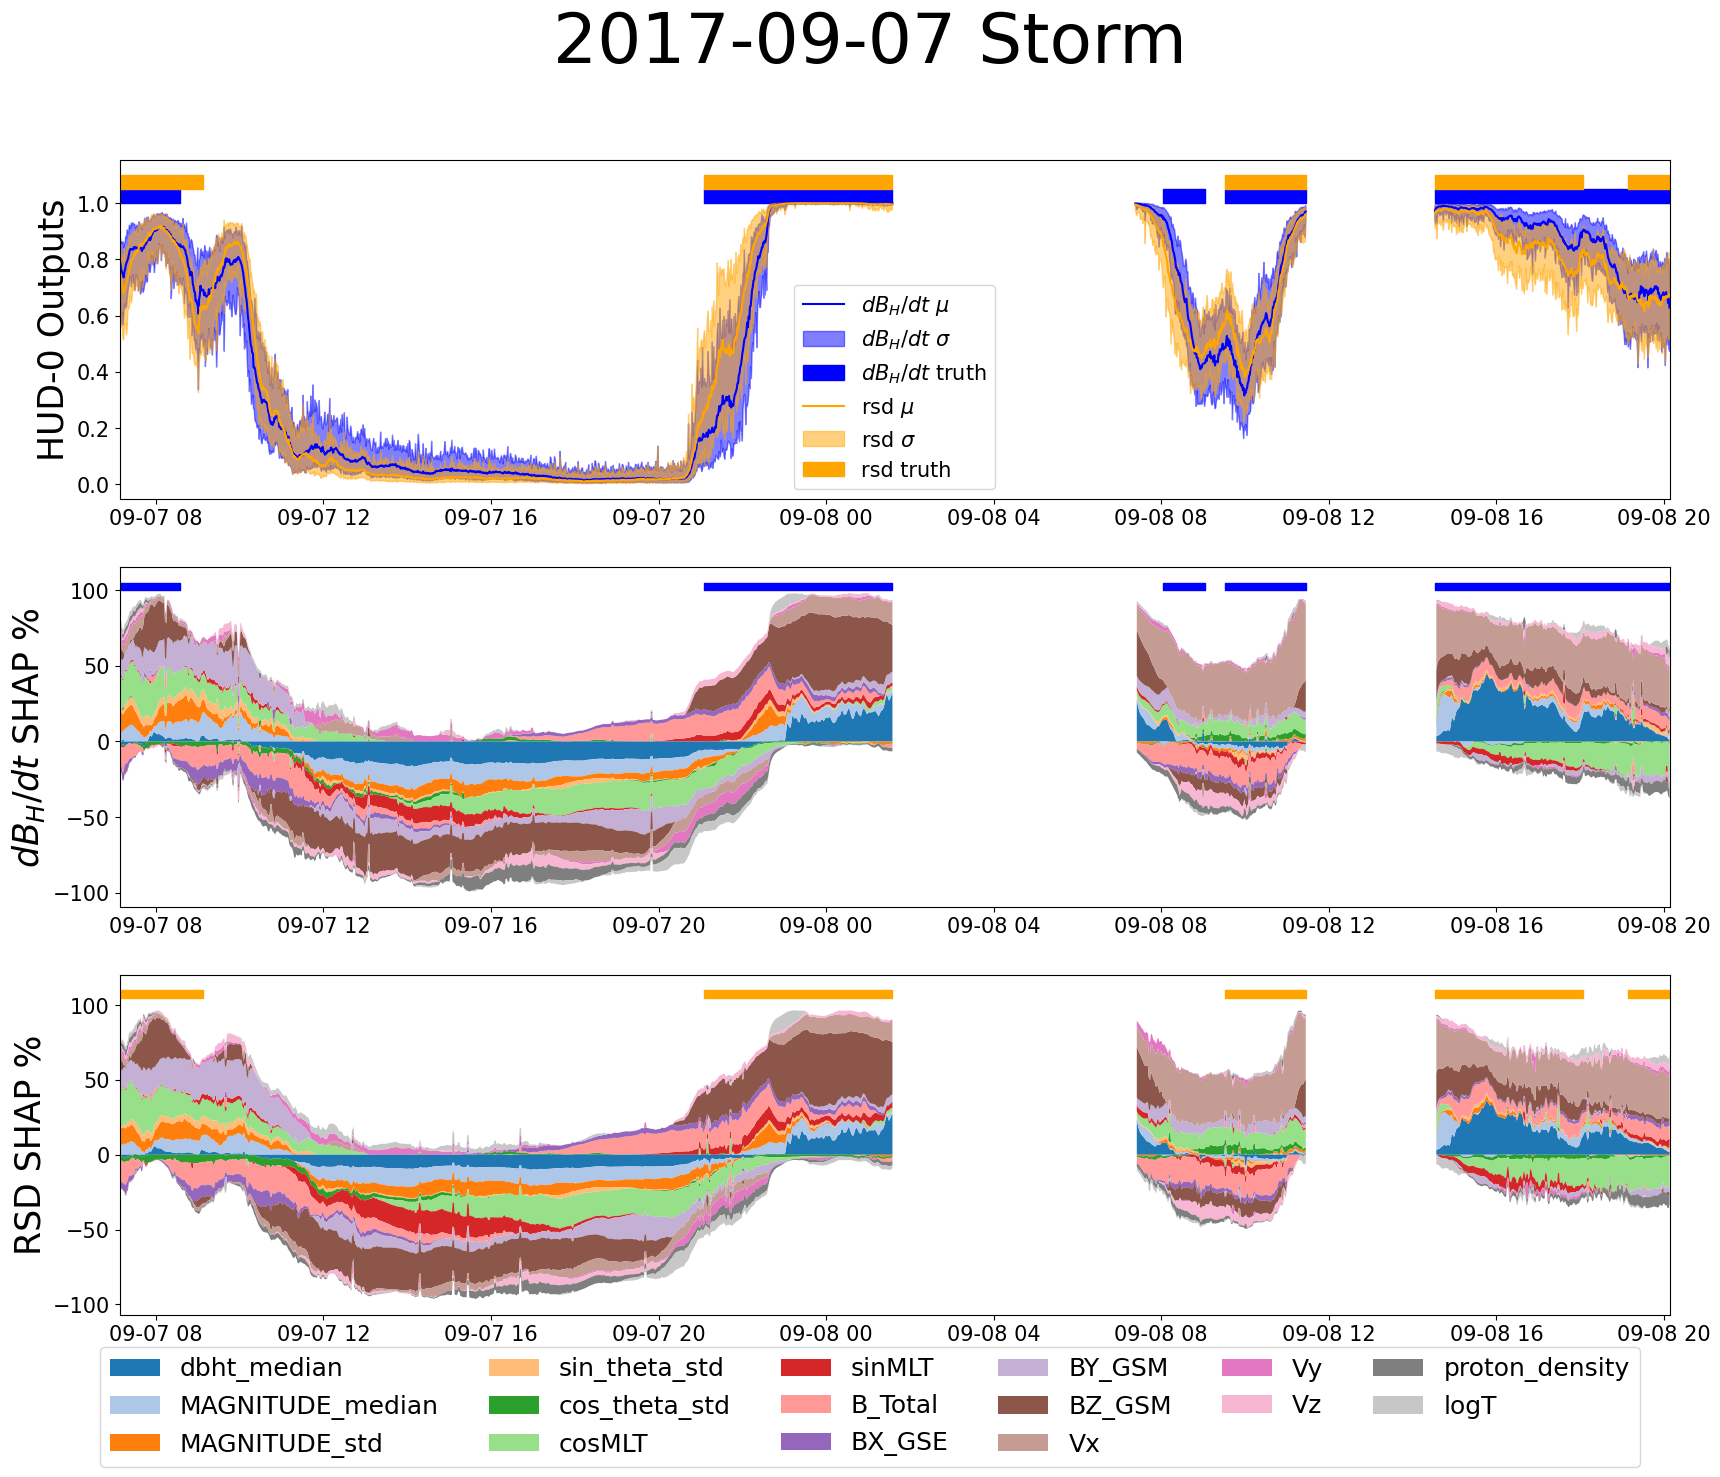 2017-09-07 Storm
HUD-0 Outputs
1.0
0.8
0.6
0.4
0.2
0.0
dB_H/dt μ
dB_H/dt σ
dB_H/dt truth
rsd μ
rsd σ
rsd truth
09-07 08 09-07 12 09-07 16 09-07 20 09-08 00 09-08 04 09-08 08 09-08 12 09-08 16 09-08 20
dB_H/dt SHAP %
100
50
0
−50
−100
09-07 08 09-07 12 09-07 16 09-07 20 09-08 00 09-08 04 09-08 08 09-08 12 09-08 16 09-08 20
RSD SHAP %
100
50
0
−50
−100
09-07 08 09-07 12 09-07 16 09-07 20 09-08 00 09-08 04 09-08 08 09-08 12 09-08 16 09-08 20
dbht_median sin_theta_std sinMLT BY_GSM Vy proton_density
MAGNITUDE_median cos_theta_std B_Total BZ_GSM Vz logT
MAGNITUDE_std cosMLT BX_GSE Vx